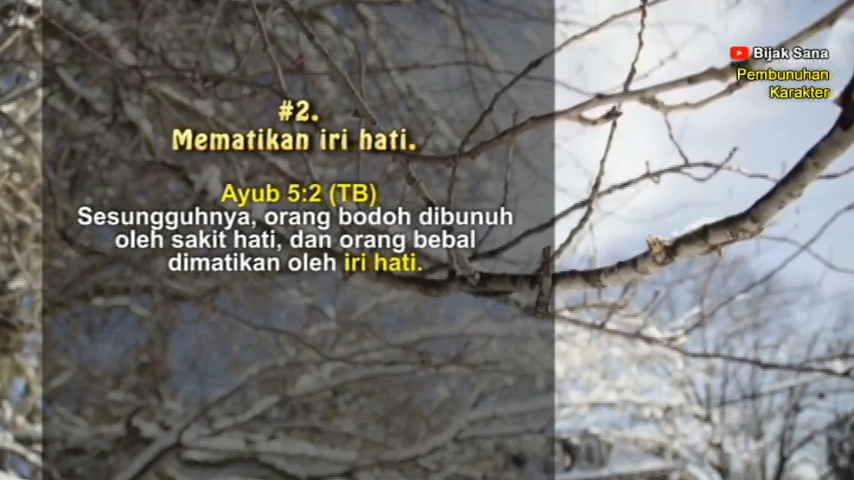 Bijak Sana
Pembunuhan
Karakter
#2.
Mematikan iri hati.
Ayub 5:2 (TB)
Sesungguhnya, orang bodoh dibunuh
oleh sakit hati, dan orang bebal
dimatikan oleh iri hati.